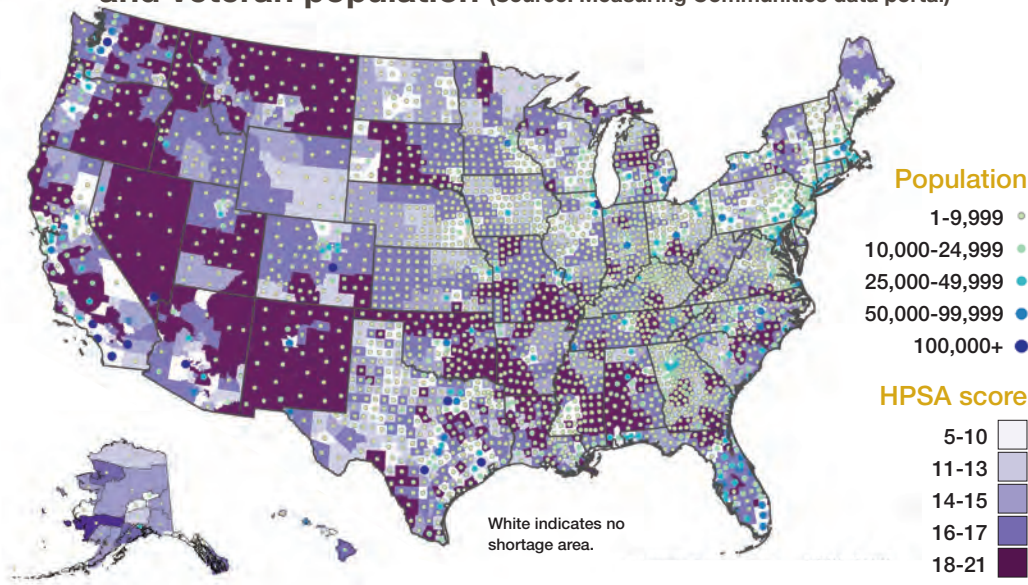 and veteran population (Source: Measuring Communities data portal)
Population
1-9,999
10,000-24,999
25,000-49,999
50,000-99,999
100,000+
HPSA score
5-10
11-13
14-15
16-17
18-21
White indicates no
shortage area.